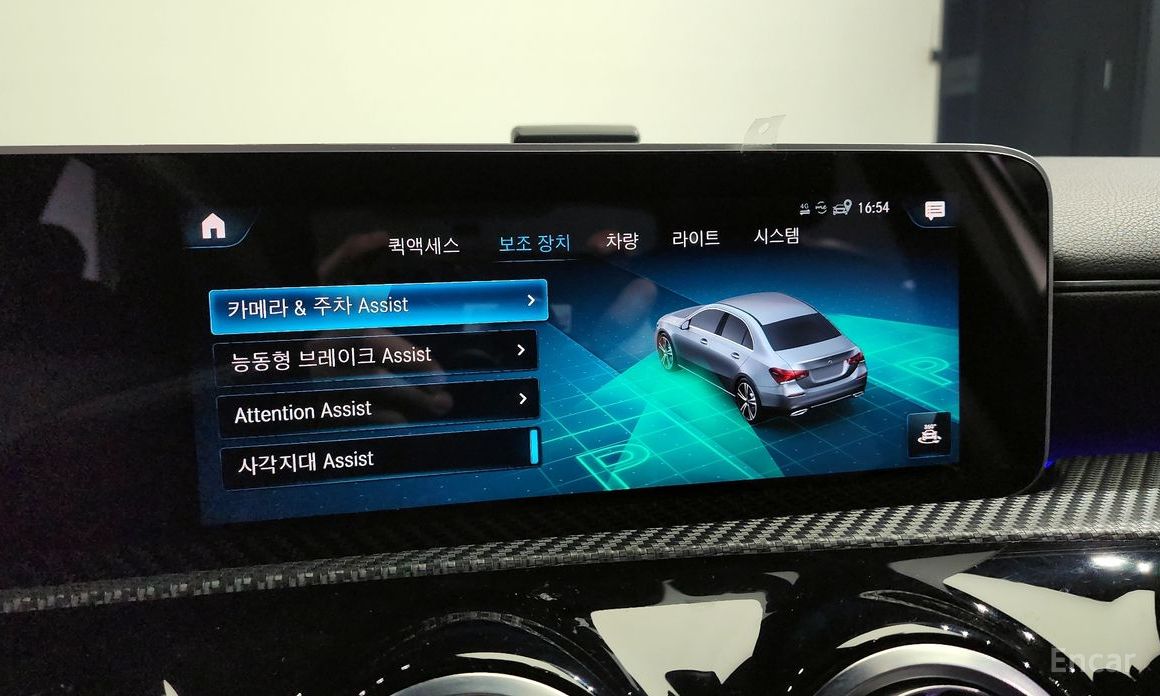 4G 16:54
퀵액세스 보조 장치 차량 라이트 시스템
카메라 & 주차 Assist
능동형 브레이크 Assist
Attention Assist
사각지대 Assist
P
P
360°
Encar